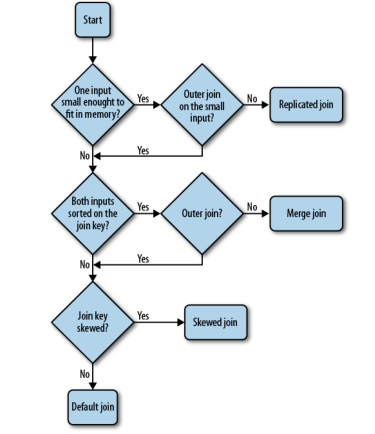 Start
One input
small enought to
fit in memory?
Yes
Outer join
on the small
input?
No
Replicated join
Yes
No
Both inputs
sorted on the
join key?
Yes
Outer join?
No
Merge join
Yes
No
Join key
skewed?
Yes
Skewed join
No
Default join